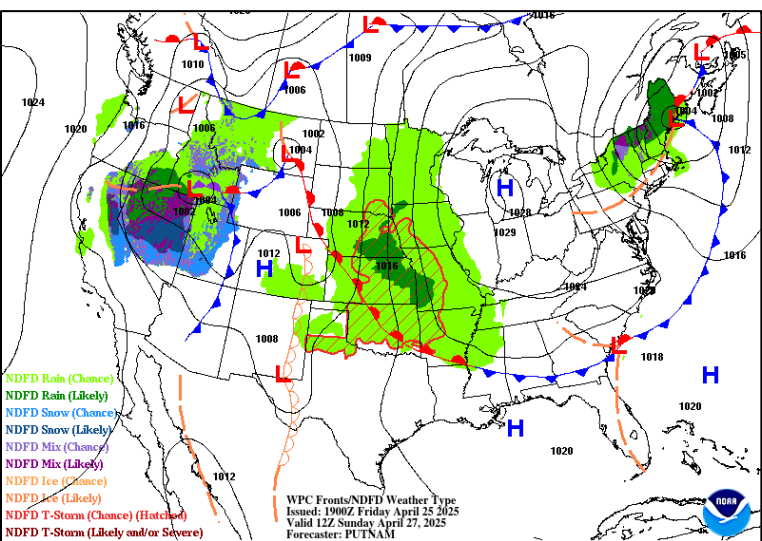 1016
1009
1010
1005
1006
1024
1002
1004
1008
1020
1016
1006
1002
1004
1012
1004
1002
1006
1008
1012
1028
1029
1012
1016
1016
1024
1008
1018
1020
1020
1012
L
L
L
L
L
L
L
L
L
L
L
H
H
H
H
NDFD Rain (Chance)
NDFD Rain (Likely)
NDFD Snow (Chance)
NDFD Snow (Likely)
NDFD Mix (Chance)
NDFD Mix (Likely)
NDFD Ice (Chance)
NDFD Ice (Likely)
NDFD T-Storm (Chance) (Hatched)
NDFD T-Storm (Likely and/or Severe)
WPC Fronts/NDFD Weather Type
Issued: 1900Z Friday April 25 2025
Valid 12Z Sunday April 27, 2025
Forecaster: PUTNAM
NOAA